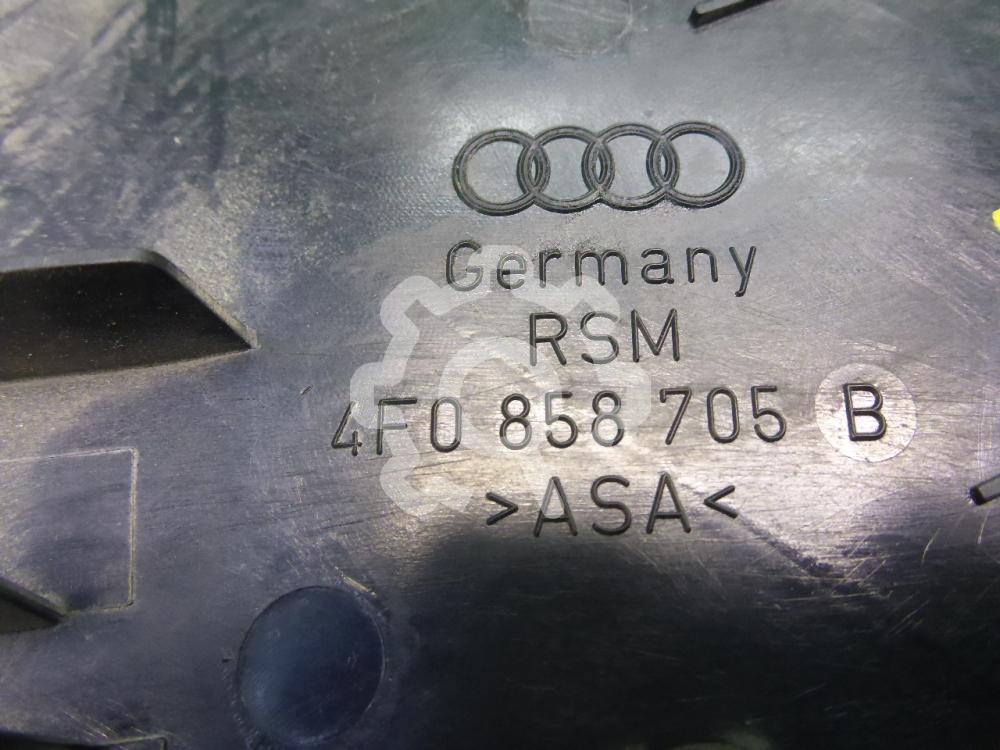 Germany
RSM
4F0 858 705 B
>ASA<